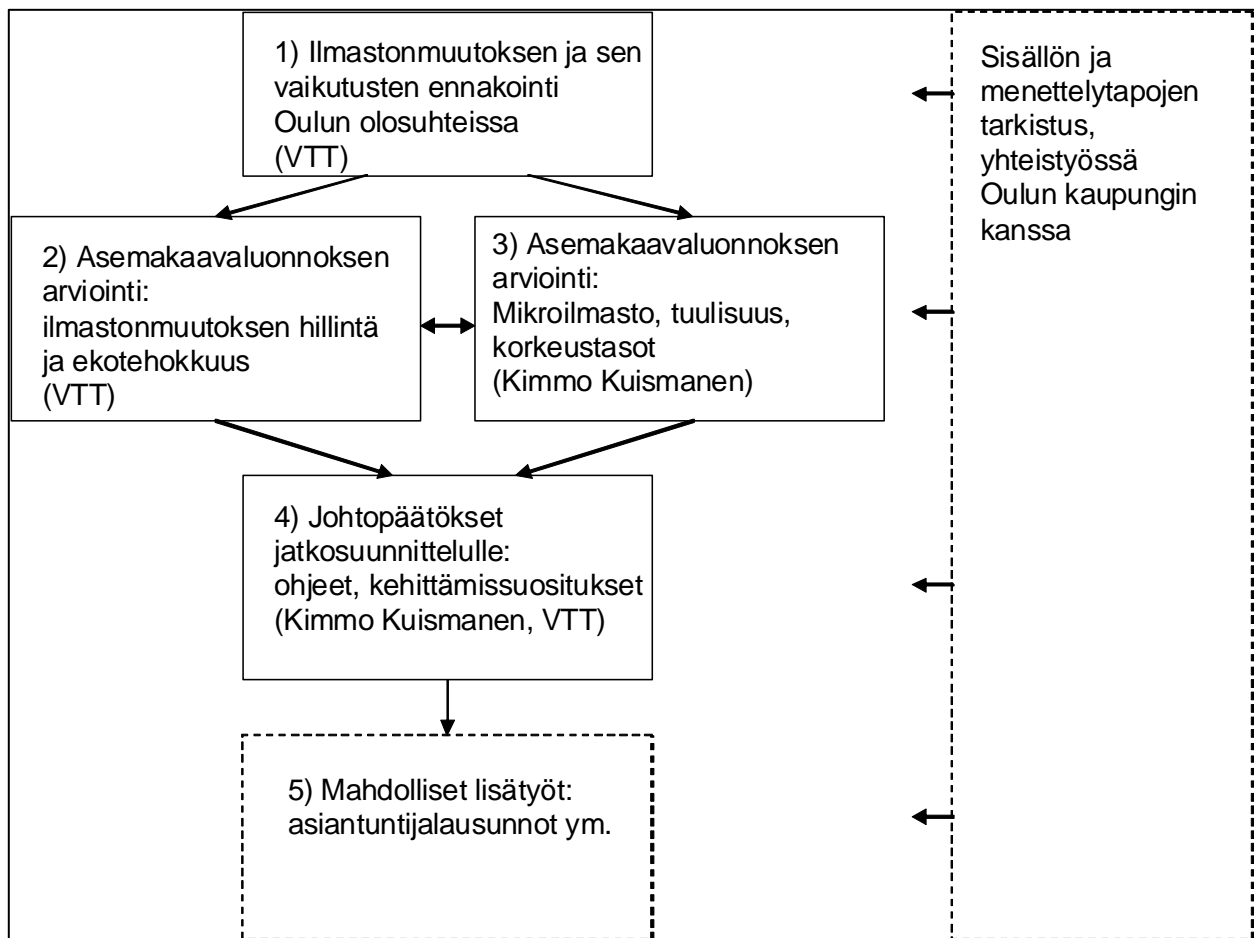 1) Ilmastonmuutoksen ja sen
vaikutusten ennakointi
Oulun olosuhteissa
(VTT)
2) Asemakaavaluonnoksen
arviointi:
ilmastonmuutoksen hillintä
ja ekotehokkuus
(VTT)
3) Asemakaavaluonnoksen
arviointi:
Mikroilmasto, tuulisuus,
korkeustasot
(Kimmo Kuismanen)
4) Johtopäätökset
jatkosuunnittelulle:
ohjeet, kehittämissuositukset
(Kimmo Kuismanen, VTT)
5) Mahdolliset lisätyöt:
asiantuntijalausunnot ym.
Sisällön ja
menettelytapojen
tarkistus,
yhteistyössä
Oulun kaupungin
kanssa